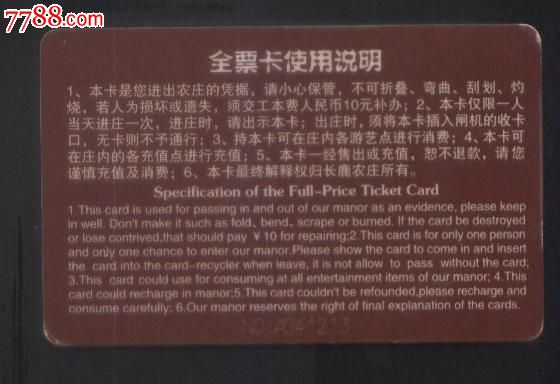 7788.com
全票卡使用说明
1、本卡是您进出农庄的凭据，请小心保管，不可折叠、弯曲、刮划、灼
烧，若人为损坏或遗失，须交工本费人民币10元补办；2、本卡仅限一人
当天进庄一次，进庄时，请出示本卡；出庄时，须将本卡插入闸机的收卡
口，无卡则不予通行；3、持本卡可在庄内各游艺点进行消费；4、本卡可
在庄内的各充值点进行充值；5、本卡一经售出或充值，恕不退款，请您
谨慎充值及消费；6、本卡最终解释权归长鹿农庄所有。
Specification of the Full-Price Ticket Card
1.This card is used for passing in and out of our manor as an evidence, please keep
in well. Don't make it such as fold, bend, scrape or burned. If the card be destroyed
or lose contrived,that should pay ￥10 for repairing;2.This card is for only one person
and only one chance to enter our manor.Please show the card to come in and insert
the card into the card-recycler when leave, it is not allow to pass without the card;
3.This card could use for consuming at all entertainment items of our manor; 4.This
card could recharge in manor;5.This card couldn't be refounded,please recharge and
consume carefully; 6.Our manor reserves the right of final explanation of the cards.
NO A041213